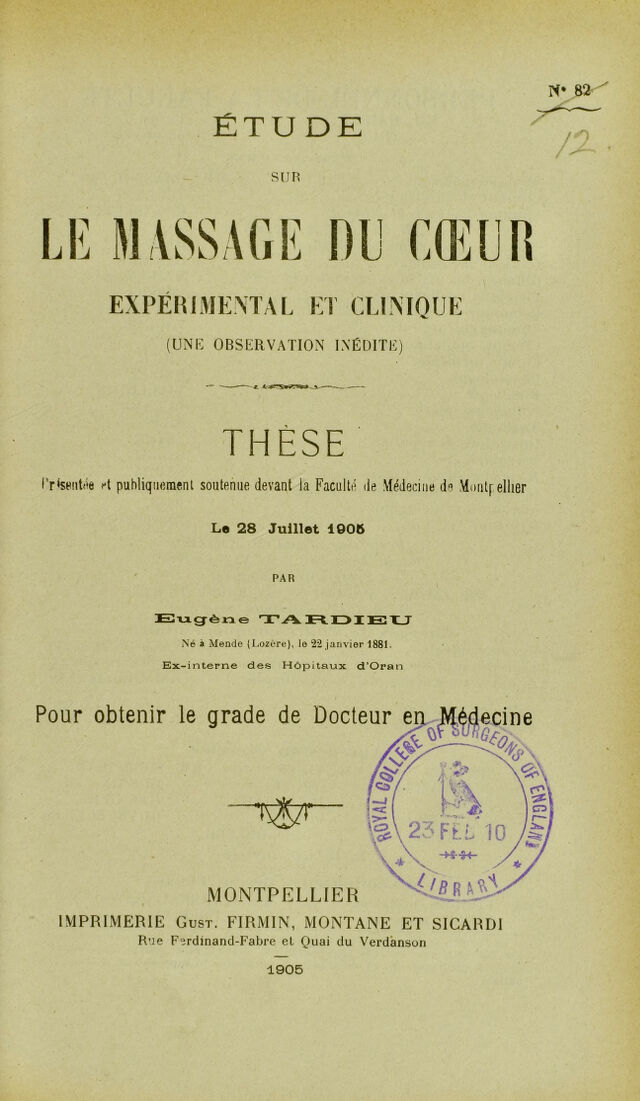 N° 82
12.
ÉTUDE
SUR
LE MASSAGE DU CŒUR
EXPÉRIMENTAL ET CLINIQUE
(UNE OBSERVATION INÉDITE)
THÈSE
Présentée et publiquement soutenue devant la Faculté de Médecine de Montpellier
Le 28 Juillet 1905
PAR
Eugène TARDIEU
Né à Mende (Lozère), le 22 janvier 1881.
Ex-interne des Hôpitaux d'Oran
Pour obtenir le grade de Docteur en Médecine
ROYAL COLLEGE OF SURGEONS OF ENGLAND
23 FEB 10
LIBRARY
MONTPELLIER
IMPRIMERIE GUST. FIRMIN, MONTANE ET SICARDI
Rue Ferdinand-Fabre et Quai du Verdanson
1905